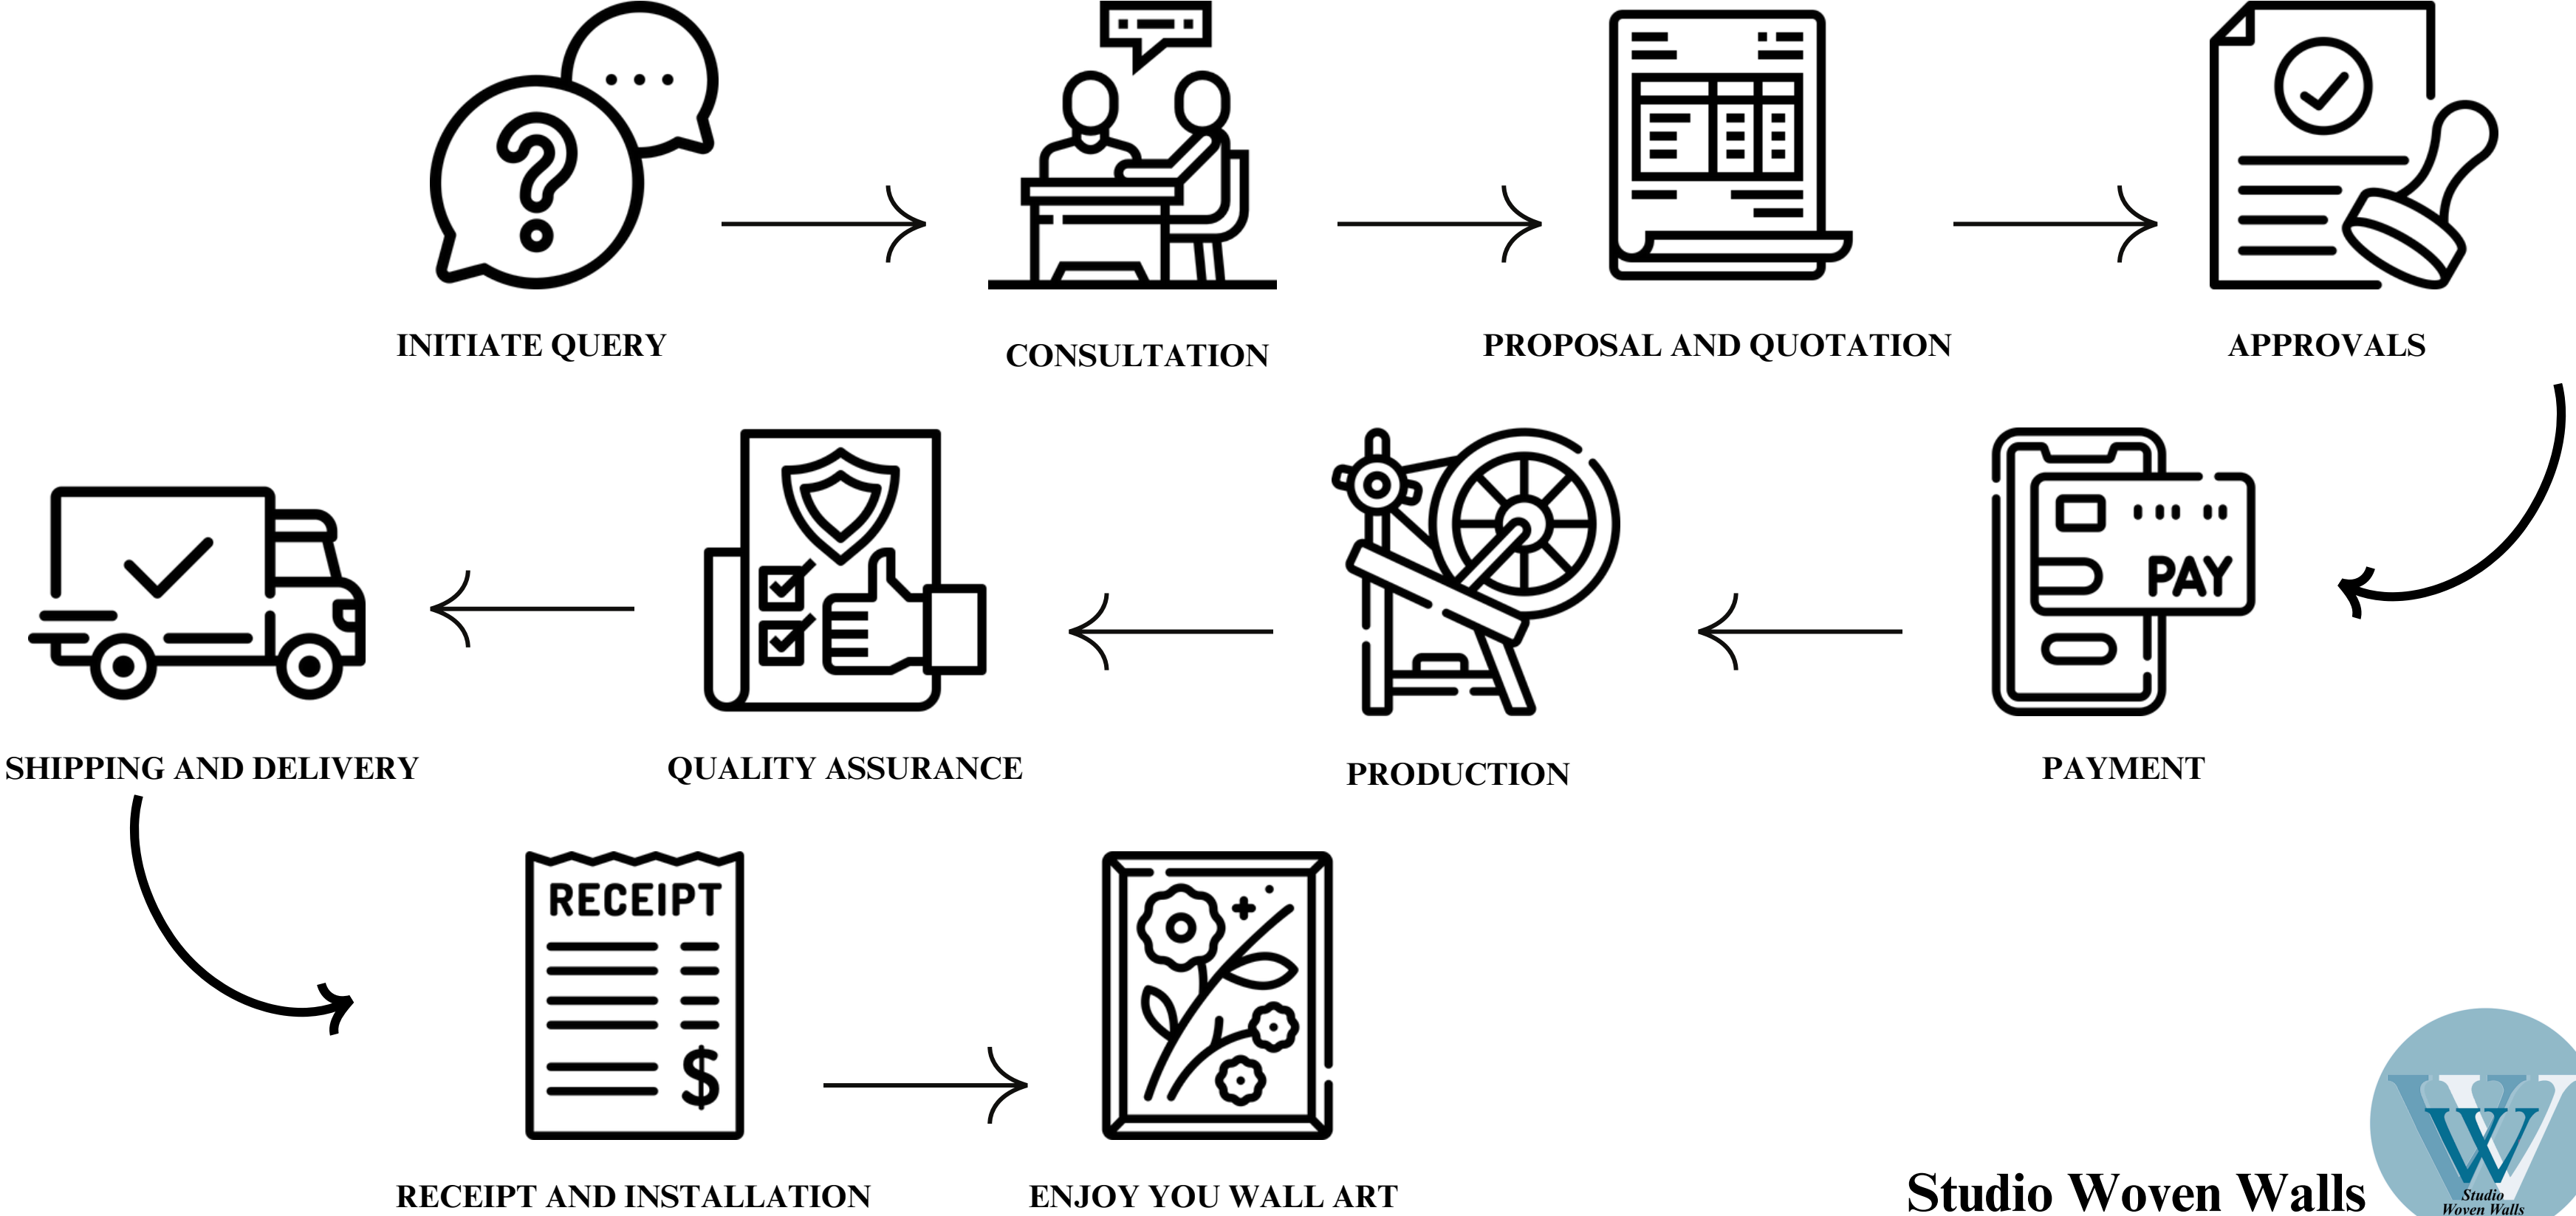 INITIATE QUERY
CONSULTATION
PROPOSAL AND QUOTATION
APPROVALS
PAY
PAYMENT
PRODUCTION
QUALITY ASSURANCE
SHIPPING AND DELIVERY
RECEIPT
$
RECEIPT AND INSTALLATION
ENJOY YOU WALL ART
Studio Woven Walls
W
W
Studio
Woven Walls